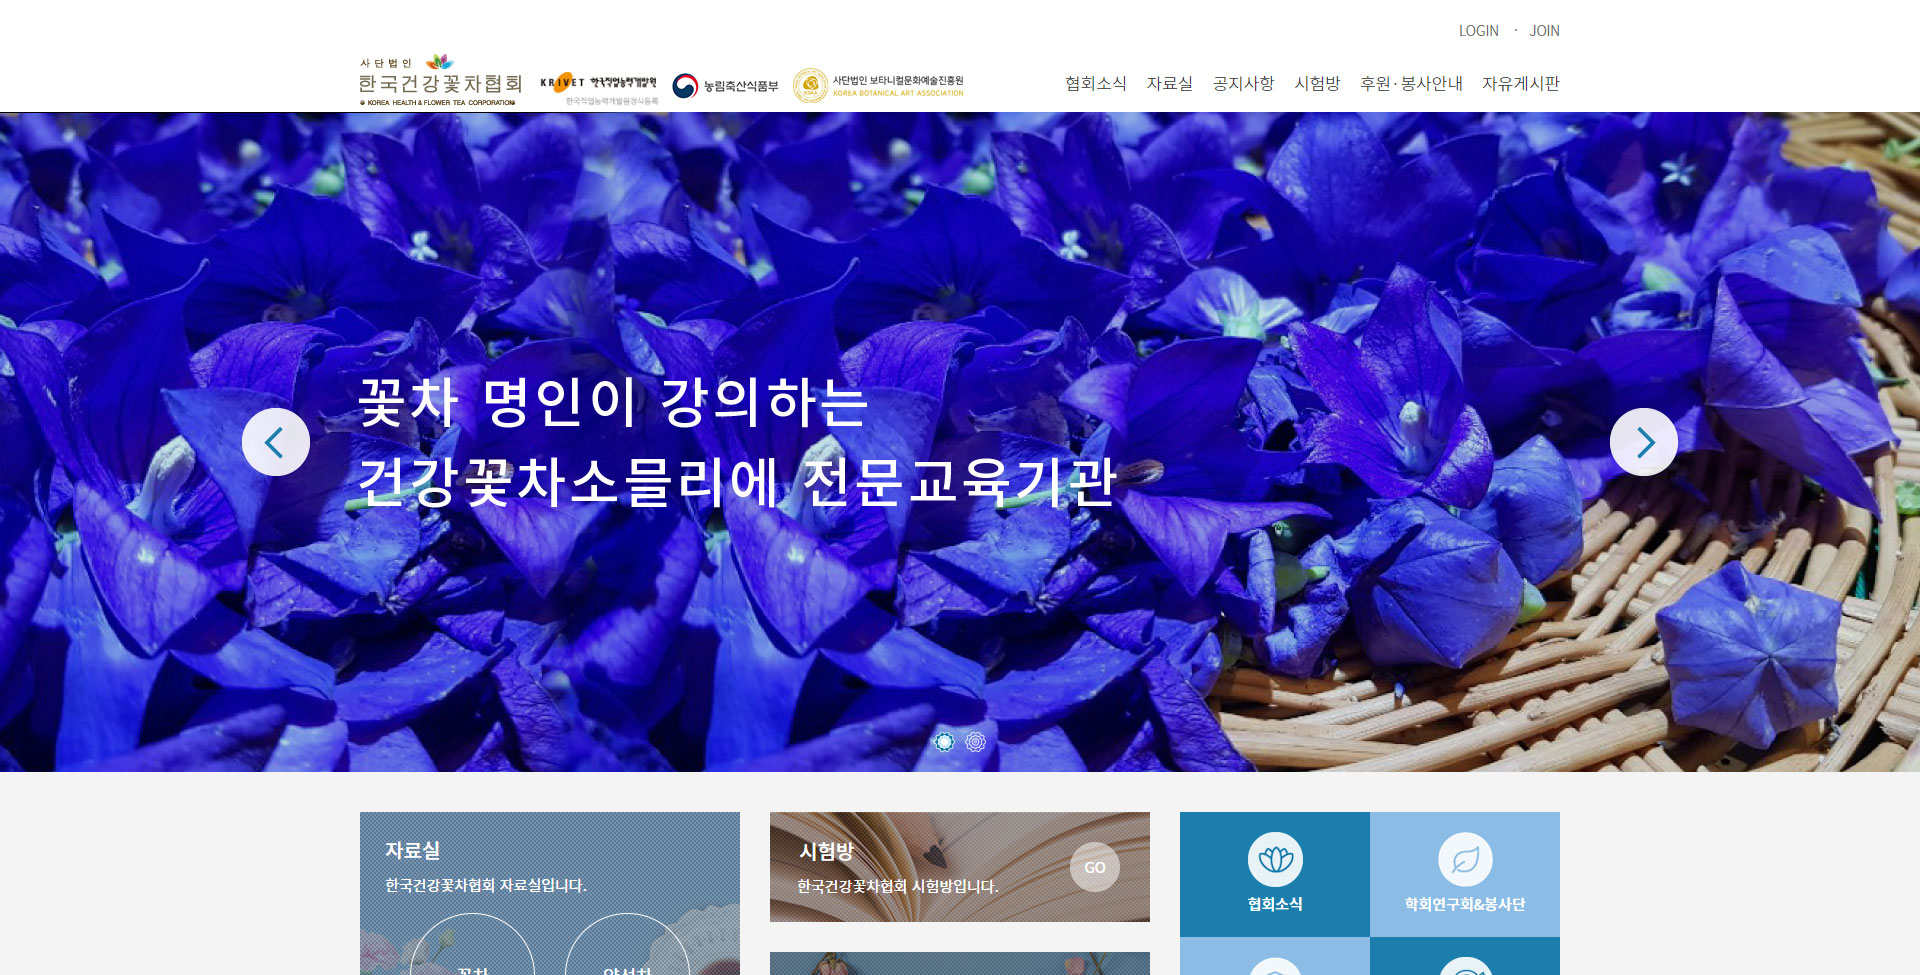 LOGIN · JOIN
사단법인
한국건강꽃차협회
KOREA HEALTH & FLOWER TEA CORPORATION
KRIVET 한국직업능력개발원
한국직업능력개발원정식등록
농림축산식품부
사단법인 보타니컬문화예술진흥원
KOREA BOTANICAL ART ASSOCIATION
협회소식 자료실 공지사항 시험방 후원·봉사안내 자유게시판
꽃차 명인이 강의하는
건강꽃차소믈리에 전문교육기관
자료실
한국건강꽃차협회 자료실입니다.
시험방
한국건강꽃차협회 시험방입니다.
GO
협회소식
학회연구회&봉사단